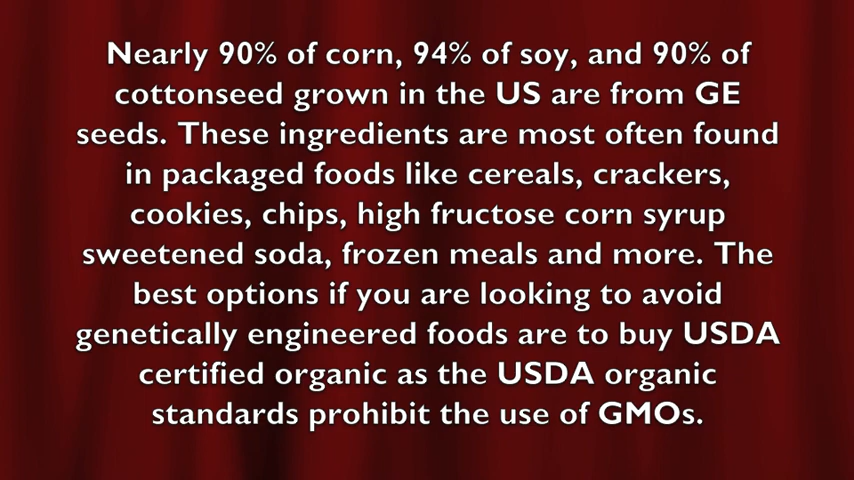 Nearly 90% of corn, 94% of soy, and 90% of
cottonseed grown in the US are from GE
seeds. These ingredients are most often found
in packaged foods like cereals, crackers,
cookies, chips, high fructose corn syrup
sweetened soda, frozen meals and more. The
best options if you are looking to avoid
genetically engineered foods are to buy USDA
certified organic as the USDA organic
standards prohibit the use of GMOs.